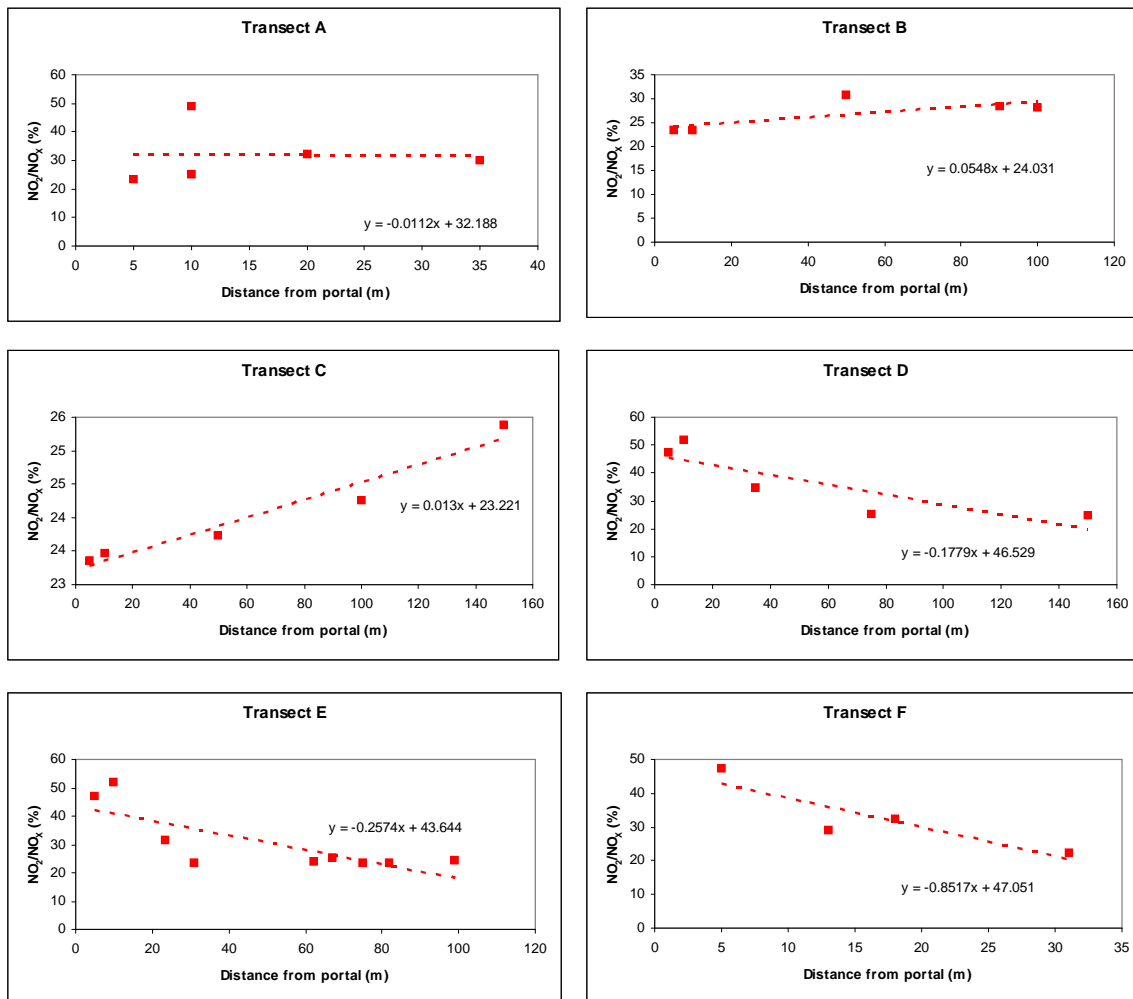 Transect A
60
50
40
30
20
10
0
NO₂/NOₓ (%)
y = -0.0112x + 32.188
0 5 10 15 20 25 30 35 40
Distance from portal (m)
Transect B
35
30
25
20
15
10
5
0
NO₂/NOₓ (%)
y = 0.0548x + 24.031
0 20 40 60 80 100 120
Distance from portal (m)
Transect C
26
25
25
24
24
23
NO₂/NOₓ (%)
y = 0.013x + 23.221
0 20 40 60 80 100 120 140 160
Distance from portal (m)
Transect D
60
50
40
30
20
10
0
NO₂/NOₓ (%)
y = -0.1779x + 46.529
0 20 40 60 80 100 120 140 160
Distance from portal (m)
Transect E
60
50
40
30
20
10
0
NO₂/NOₓ (%)
y = -0.2574x + 43.644
0 20 40 60 80 100 120
Distance from portal (m)
Transect F
50
40
30
20
10
0
NO₂/NOₓ (%)
y = -0.8517x + 47.051
0 5 10 15 20 25 30 35
Distance from portal (m)